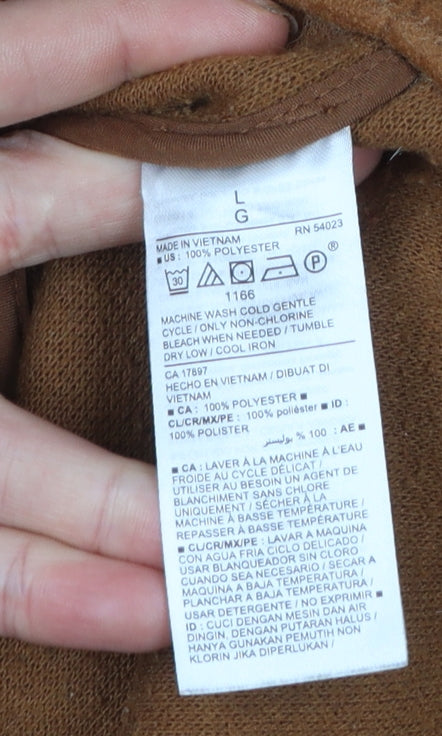 L
G
RN 54023
MADE IN VIETNAM
■ US : 100% POLYESTER
30 P ®
1166
MACHINE WASH COLD GENTLE
CYCLE / ONLY NON-CHLORINE
BLEACH WHEN NEEDED / TUMBLE
DRY LOW / COOL IRON
CA 17897
HECHO EN VIETNAM / DIBUAT DI
VIETNAM
■ CA : 100% POLYESTER ■
CL/CR/MX/PE : 100% poliéster ■ ID :
100% POLISTER
■ AE : 100 % بوليستر
■ CA : LAVER À LA MACHINE À L'EAU
FROIDE AU CYCLE DÉLICAT /
UTILISER AU BESOIN UN AGENT DE
BLANCHIMENT SANS CHLORE
UNIQUEMENT / SÉCHER À LA
MACHINE À BASSE TEMPÉRATURE /
REPASSER À BASSE TEMPÉRATURE
■ CL/CR/MX/PE : LAVAR A MAQUINA
CON AGUA FRIA CICLO DELICADO /
USAR BLANQUEADOR SIN CLORO
CUANDO SEA NECESARIO / SECAR A
MAQUINA A BAJA TEMPERATURA /
PLANCHAR A BAJA TEMPERATURA /
USAR DETERGENTE / NO EXPRIMIR ■
ID : CUCI DENGAN MESIN DAN AIR
DINGIN, DENGAN PUTARAN HALUS /
HANYA GUNAKAN PEMUTIH NON
KLORIN JIKA DIPERLUKAN /